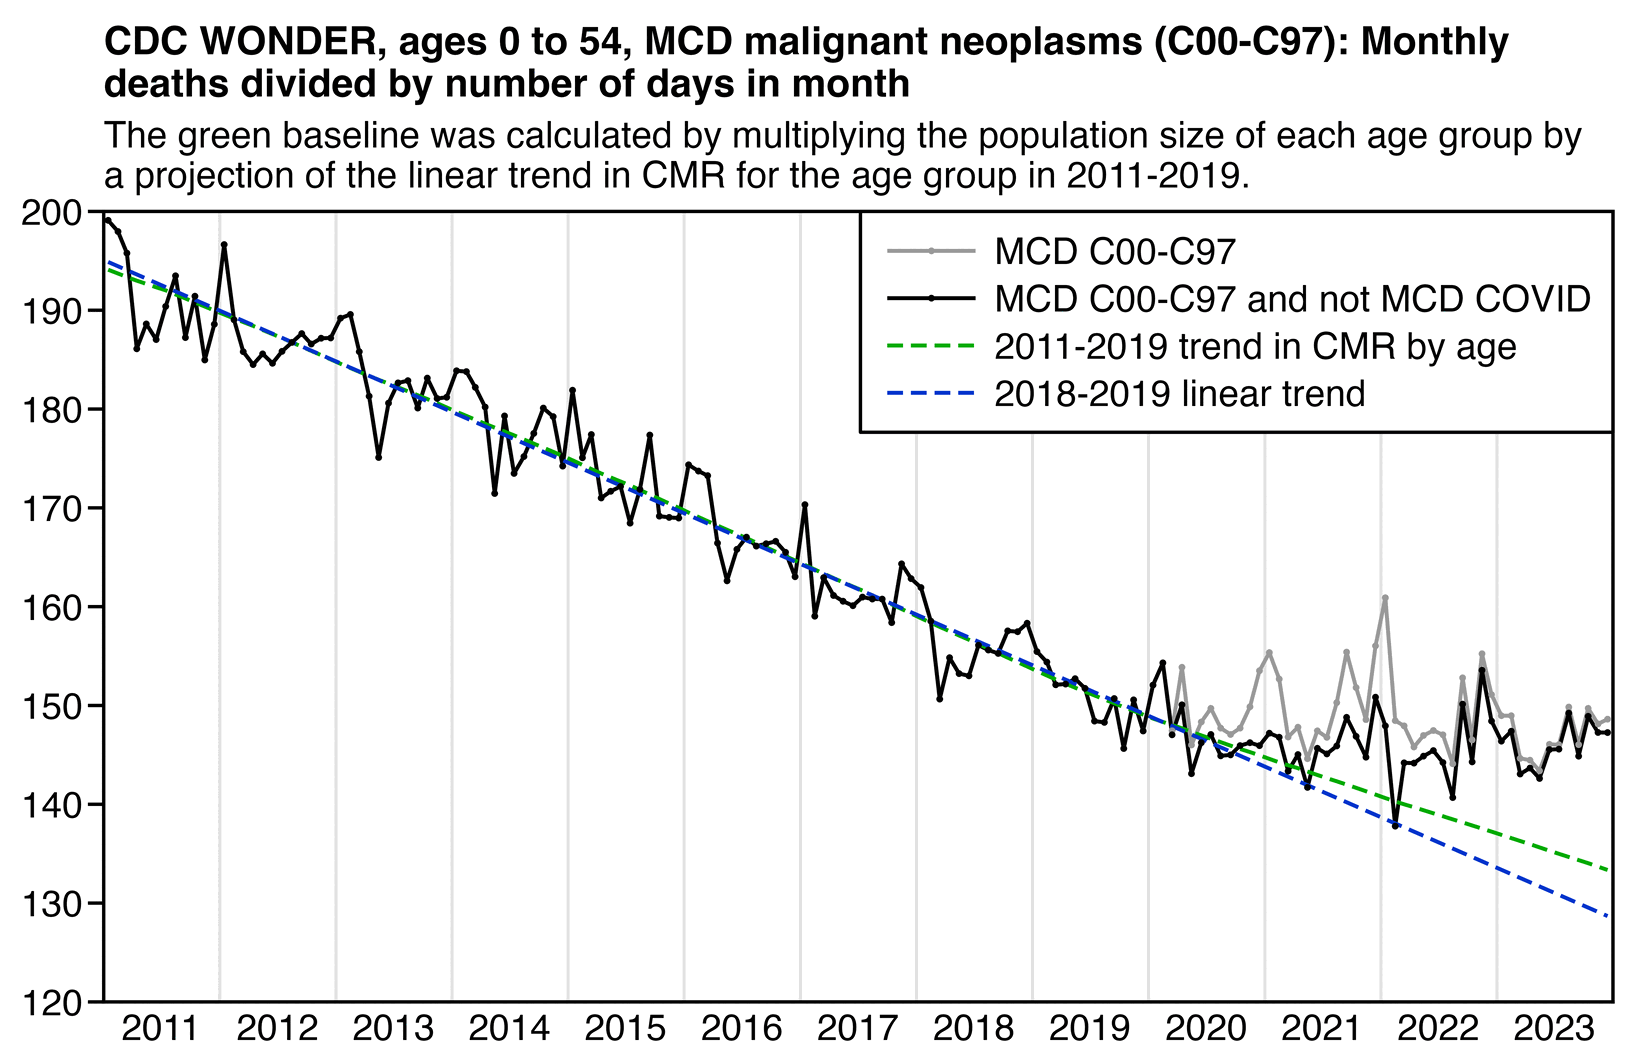 CDC WONDER, ages 0 to 54, MCD malignant neoplasms (C00-C97): Monthly
deaths divided by number of days in month
The green baseline was calculated by multiplying the population size of each age group by
a projection of the linear trend in CMR for the age group in 2011-2019.
200
190
180
170
160
150
140
130
120
MCD C00-C97
MCD C00-C97 and not MCD COVID
2011-2019 trend in CMR by age
2018-2019 linear trend
2011 2012 2013 2014 2015 2016 2017 2018 2019 2020 2021 2022 2023